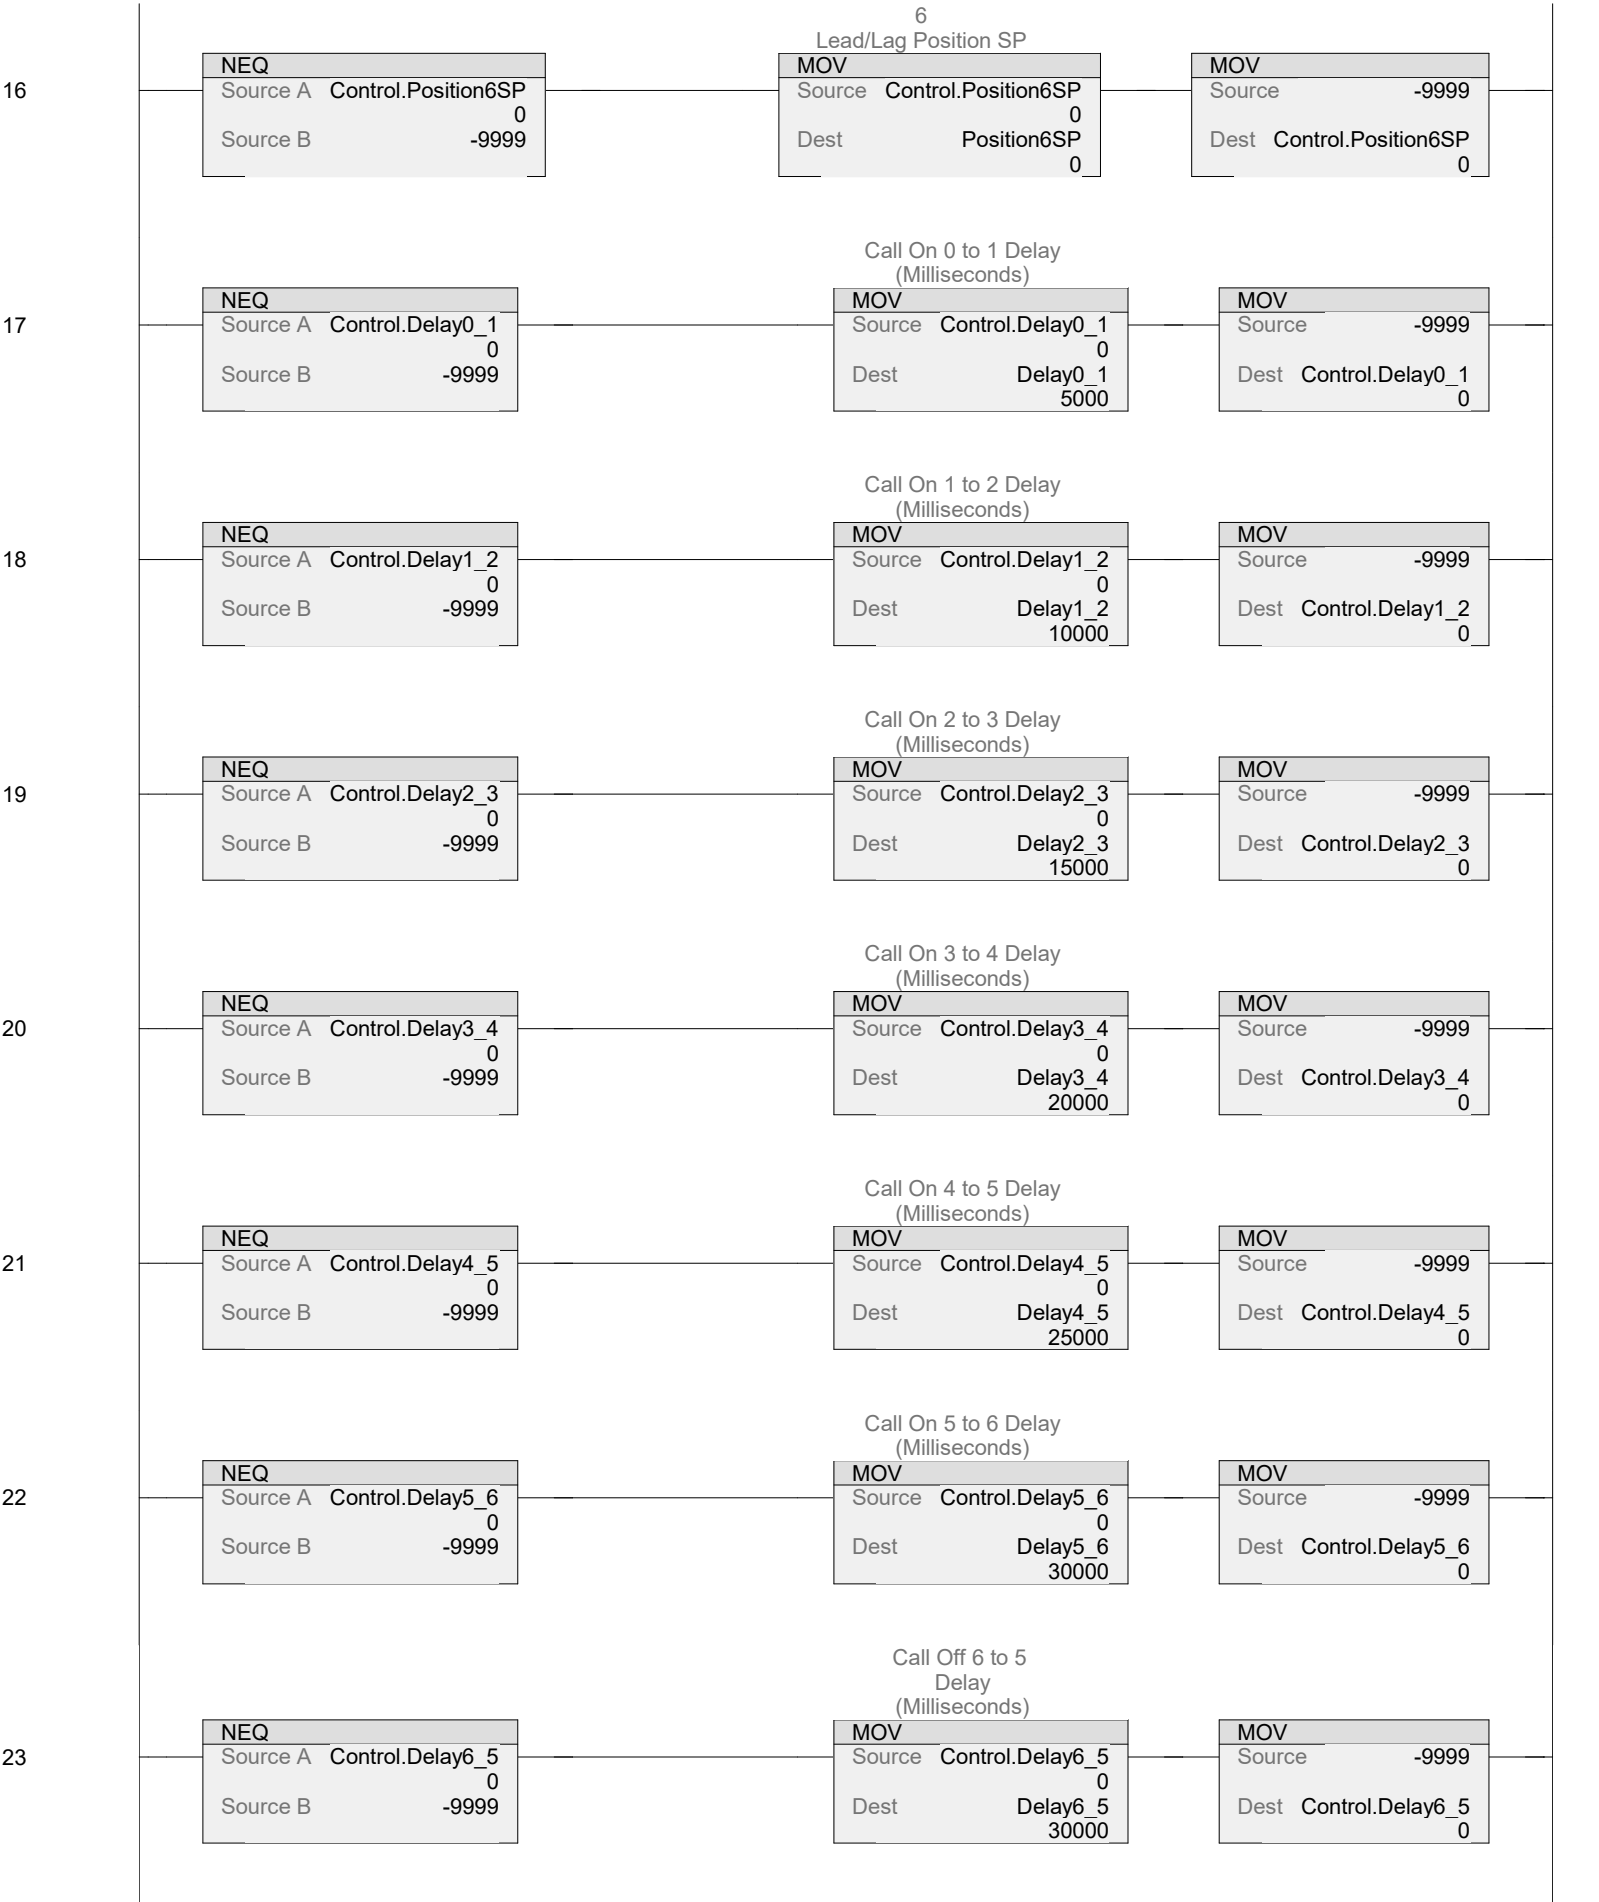 6
Lead/Lag Position SP
NEQ MOV MOV
16 Source A Control.Position6SP Source Control.Position6SP Source -9999
0 0
Source B -9999 Dest Position6SP Dest Control.Position6SP
0 0
Call On 0 to 1 Delay
(Milliseconds)
NEQ MOV MOV
17 Source A Control.Delay0_1 Source Control.Delay0_1 Source -9999
0 0
Source B -9999 Dest Delay0_1 Dest Control.Delay0_1
5000 0
Call On 1 to 2 Delay
(Milliseconds)
NEQ MOV MOV
18 Source A Control.Delay1_2 Source Control.Delay1_2 Source -9999
0 0
Source B -9999 Dest Delay1_2 Dest Control.Delay1_2
10000 0
Call On 2 to 3 Delay
(Milliseconds)
NEQ MOV MOV
19 Source A Control.Delay2_3 Source Control.Delay2_3 Source -9999
0 0
Source B -9999 Dest Delay2_3 Dest Control.Delay2_3
15000 0
Call On 3 to 4 Delay
(Milliseconds)
NEQ MOV MOV
20 Source A Control.Delay3_4 Source Control.Delay3_4 Source -9999
0 0
Source B -9999 Dest Delay3_4 Dest Control.Delay3_4
20000 0
Call On 4 to 5 Delay
(Milliseconds)
NEQ MOV MOV
21 Source A Control.Delay4_5 Source Control.Delay4_5 Source -9999
0 0
Source B -9999 Dest Delay4_5 Dest Control.Delay4_5
25000 0
Call On 5 to 6 Delay
(Milliseconds)
NEQ MOV MOV
22 Source A Control.Delay5_6 Source Control.Delay5_6 Source -9999
0 0
Source B -9999 Dest Delay5_6 Dest Control.Delay5_6
30000 0
Call Off 6 to 5
Delay
(Milliseconds)
NEQ MOV MOV
23 Source A Control.Delay6_5 Source Control.Delay6_5 Source -9999
0 0
Source B -9999 Dest Delay6_5 Dest Control.Delay6_5
30000 0